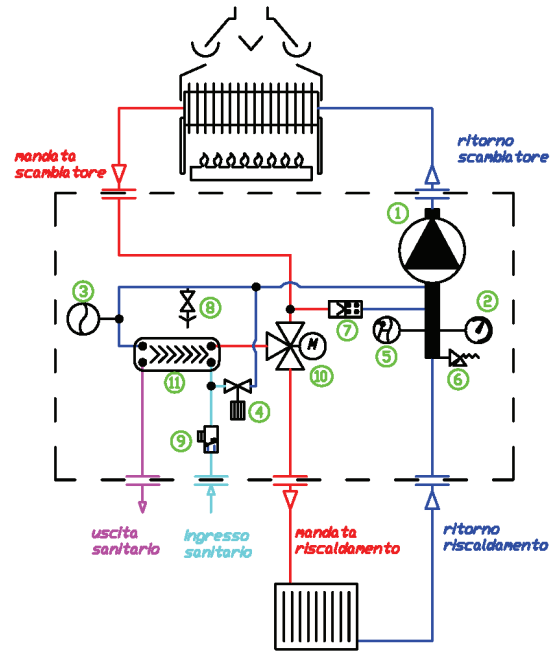 mandata
scambiatore
ritorno
scambiatore
1
3
8
2
7
5
M
6
11
10
4
9
uscita
sanitario
ingresso
sanitario
mandata
riscaldamento
ritorno
riscaldamento